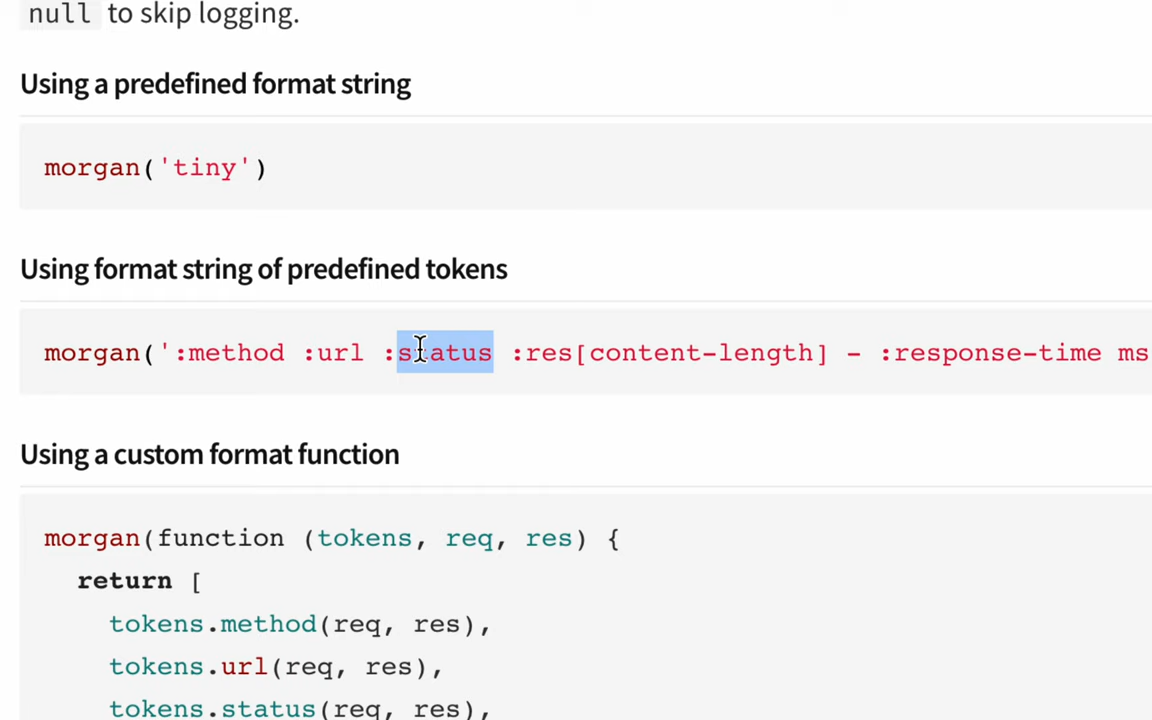 null to skip logging.
Using a predefined format string
morgan('tiny')
Using format string of predefined tokens
morgan(':method :url :status :res[content-length] - :response-time ms
Using a custom format function
morgan(function (tokens, req, res) {
return [
tokens.method(req, res),
tokens.url(req, res),
tokens.status(req, res),